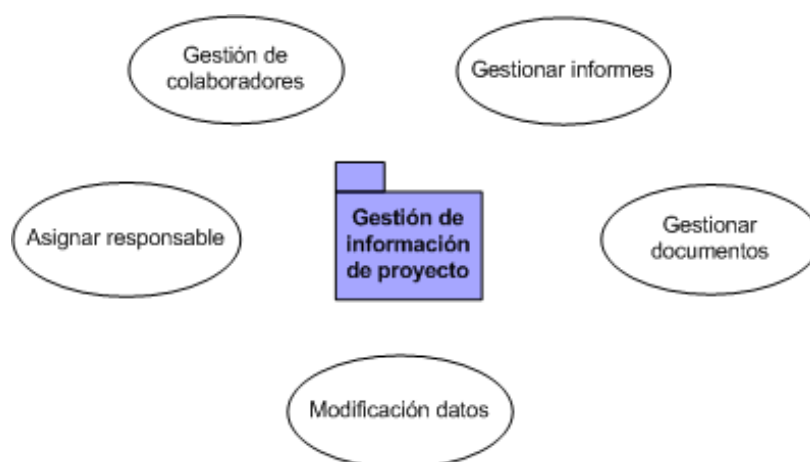 Gestión de
colaboradores
Gestionar informes
Asignar responsable
Gestión de
información
de proyecto
Gestionar
documentos
Modificación datos